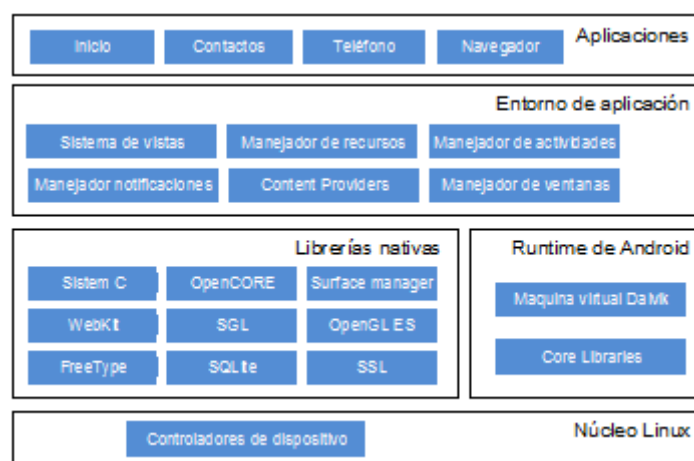 Aplicaciones
Inicio
Contactos
Teléfono
Navegador
Entorno de aplicación
Sistema de vistas
Manejador de recursos
Manejador de actividades
Manejador notificaciones
Content Providers
Manejador de ventanas
Librerías nativas
Sistem C
OpenCORE
Surface manager
WebKit
SGL
OpenGL ES
FreeType
SQLite
SSL
Runtime de Android
Maquina virtual Dalvik
Core Libraries
Núcleo Linux
Controladores de dispositivo